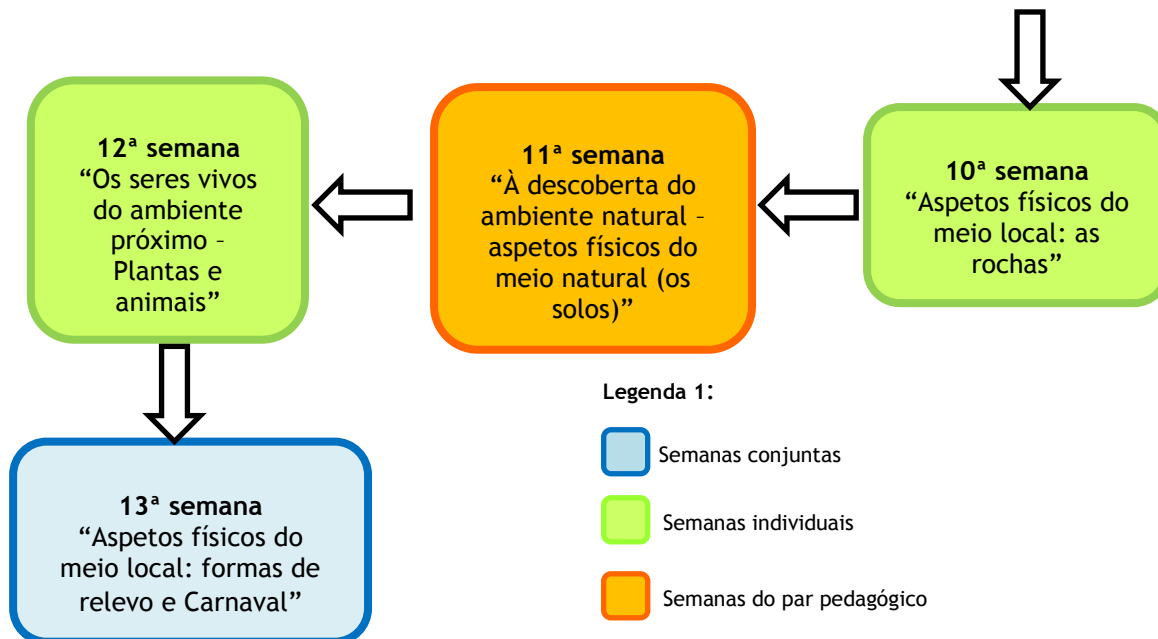 12ª semana
“Os seres vivos
do ambiente
próximo –
Plantas e
animais”
11ª semana
“À descoberta do
ambiente natural –
aspetos físicos do
meio natural (os
solos)”
10ª semana
“Aspetos físicos do
meio local: as
rochas”
13ª semana
“Aspetos físicos do
meio local: formas de
relevo e Carnaval”
Legenda 1:
Semanas conjuntas
Semanas individuais
Semanas do par pedagógico